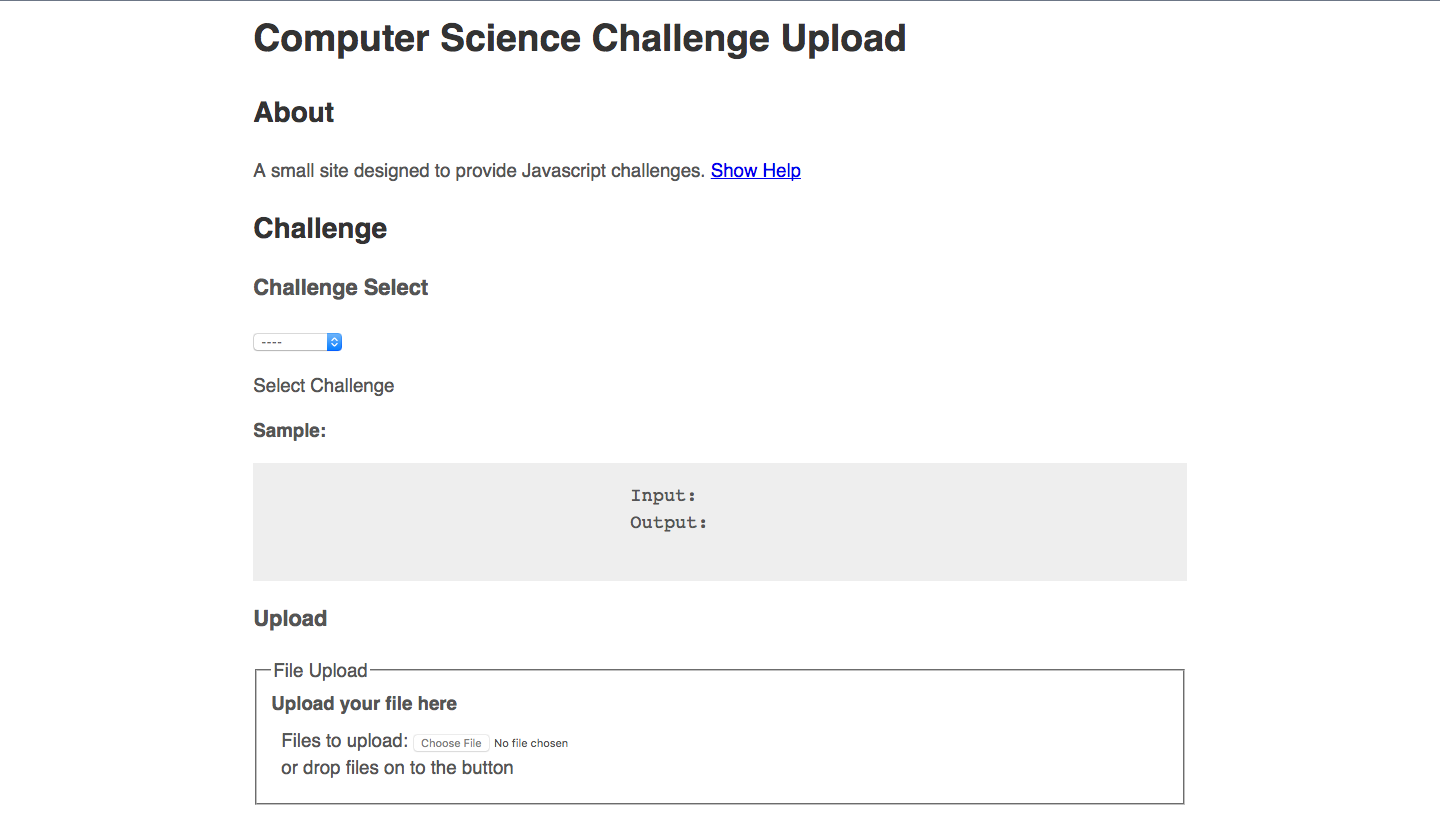 Computer Science Challenge Upload
About
A small site designed to provide Javascript challenges. Show Help
Challenge
Challenge Select
----
Select Challenge
Sample:
Input:
Output:
Upload
File Upload
Upload your file here
Files to upload: Choose File No file chosen
or drop files on to the button